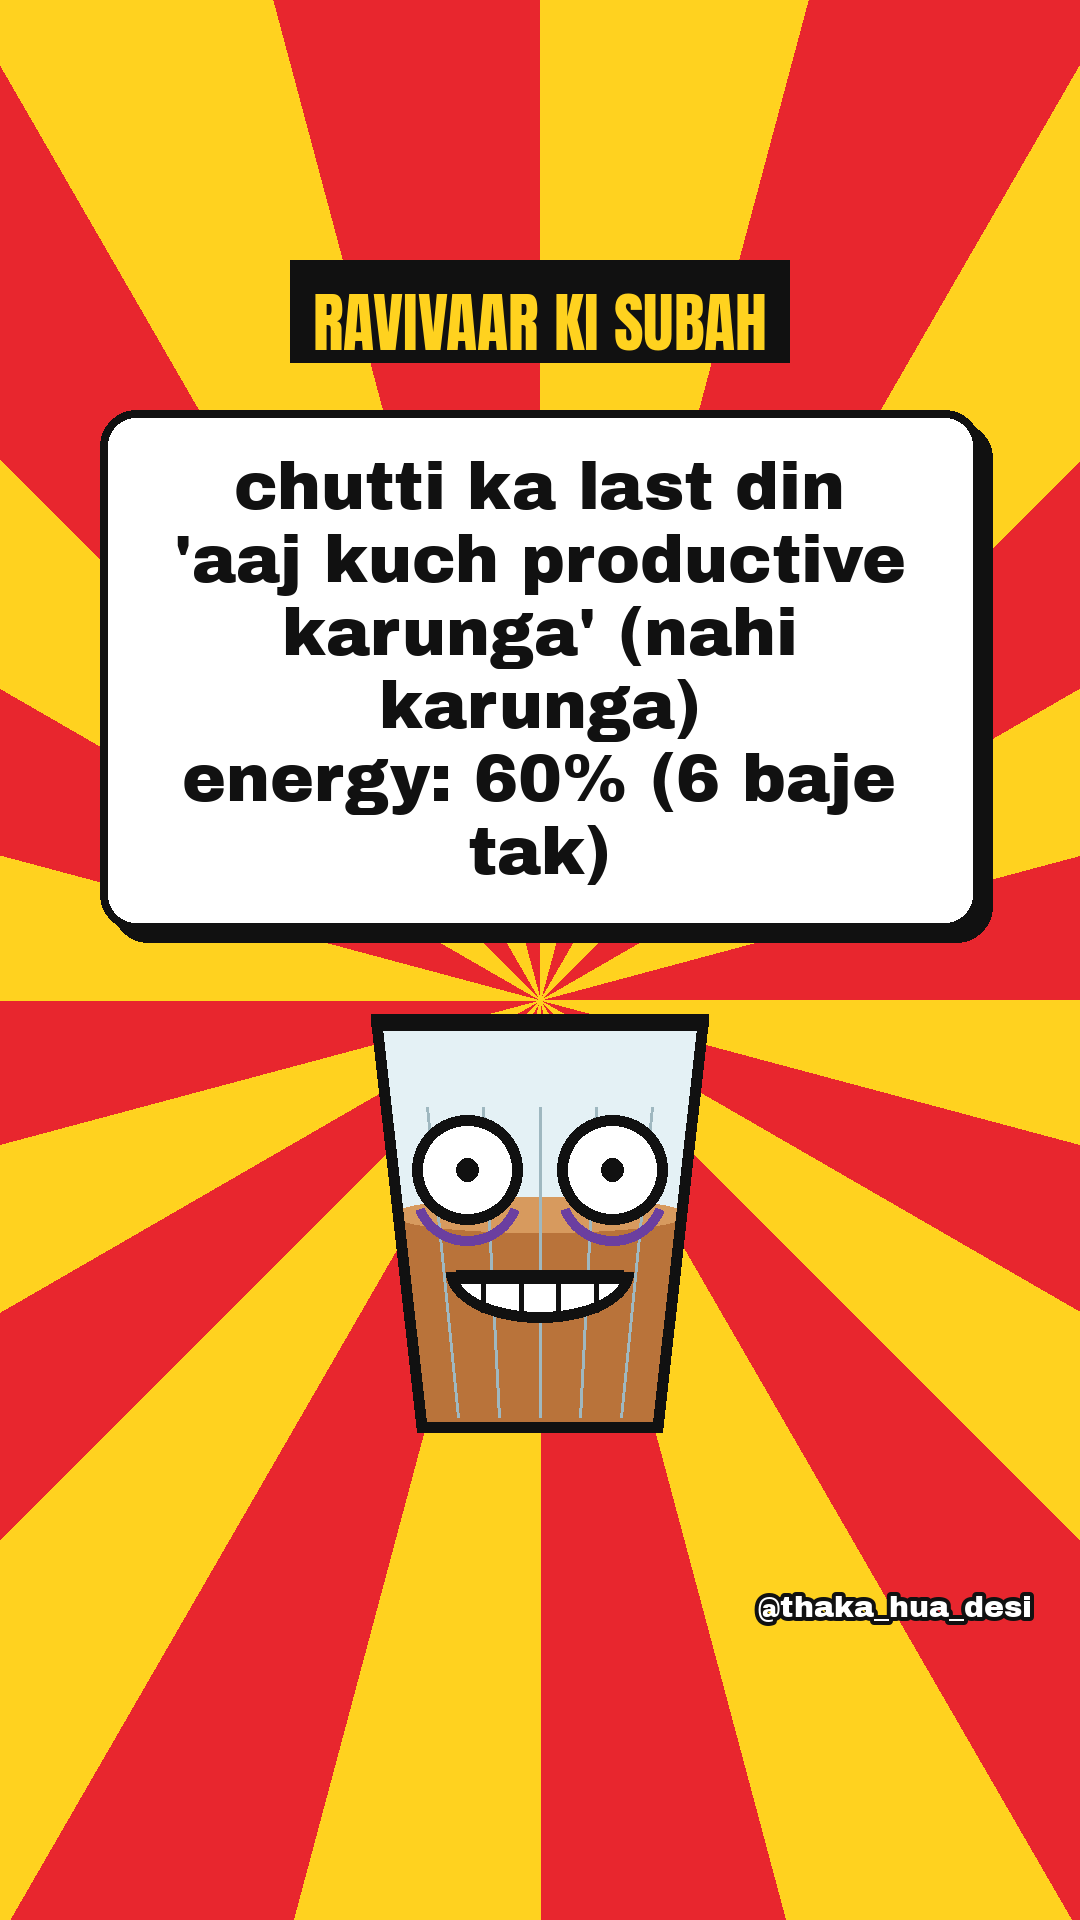 RAVIVAAR KI SUBAH
chutti ka last din
'aaj kuch productive
karunga' (nahi
karunga)
energy: 60% (6 baje
tak)
@thaka_hua_desi